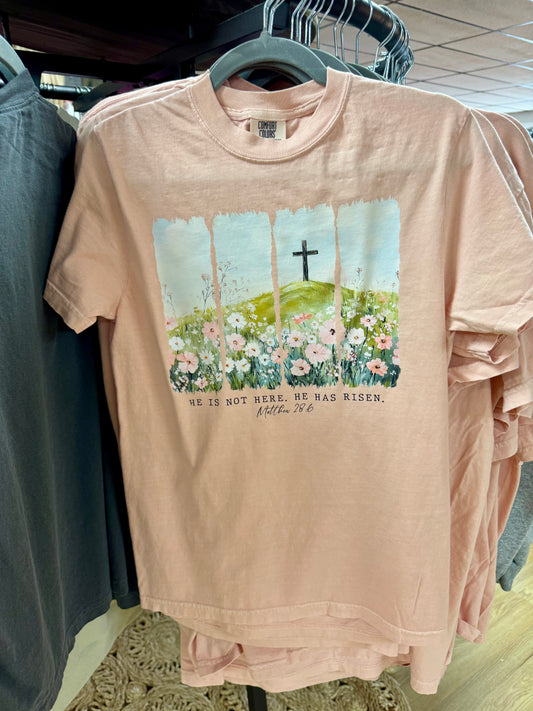 COMFORT
COLORS
HE IS NOT HERE. HE HAS RISEN.
Matthew 28:6